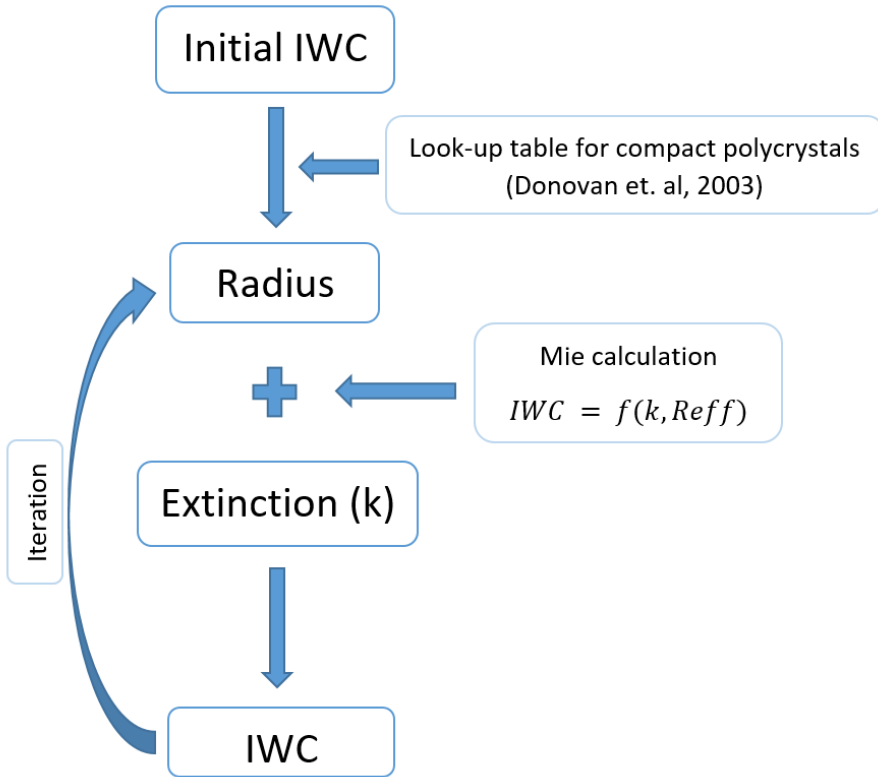 Initial IWC
Look-up table for compact polycrystals
(Donovan et. al, 2003)
Radius
Mie calculation
IWC = f(k, Reff)
Iteration
Extinction (k)
IWC